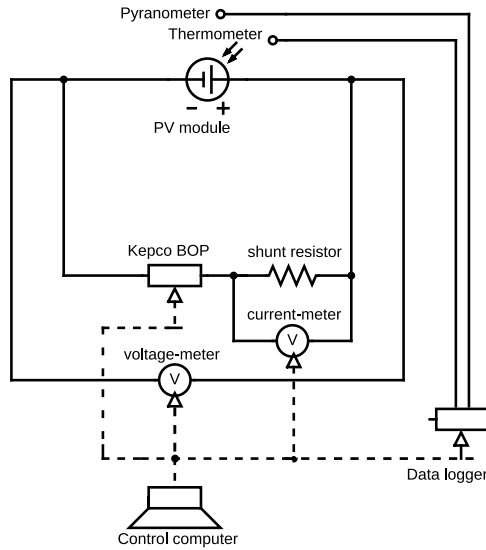 Pyranometer
Thermometer
− +
PV module
Kepco BOP
shunt resistor
current-meter
V
voltage-meter
V
Data logger
Control computer